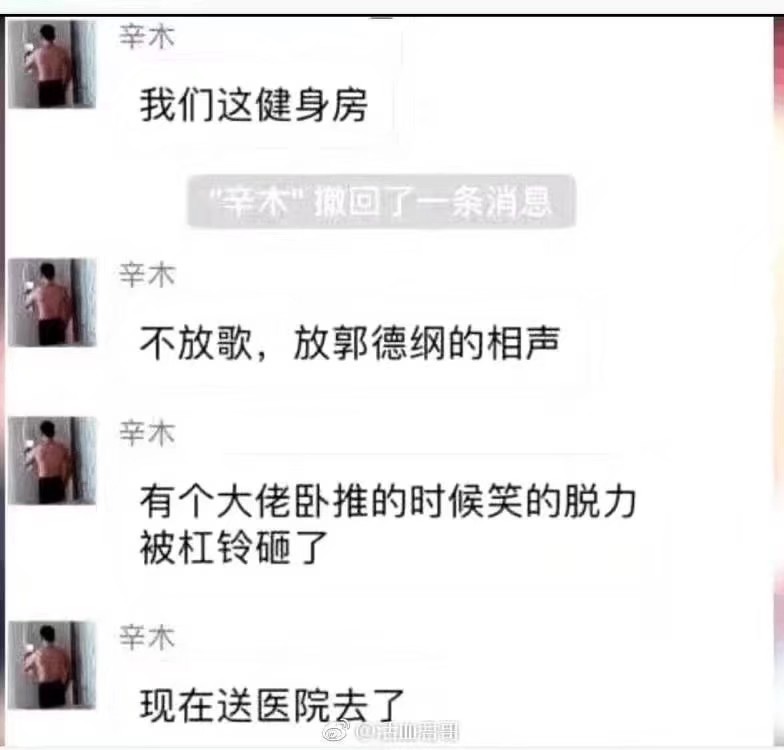 辛木
我们这健身房
"辛木" 撤回了一条消息
辛木
不放歌，放郭德纲的相声
辛木
有个大佬卧推的时候笑的脱力
被杠铃砸了
辛木
现在送医院去了